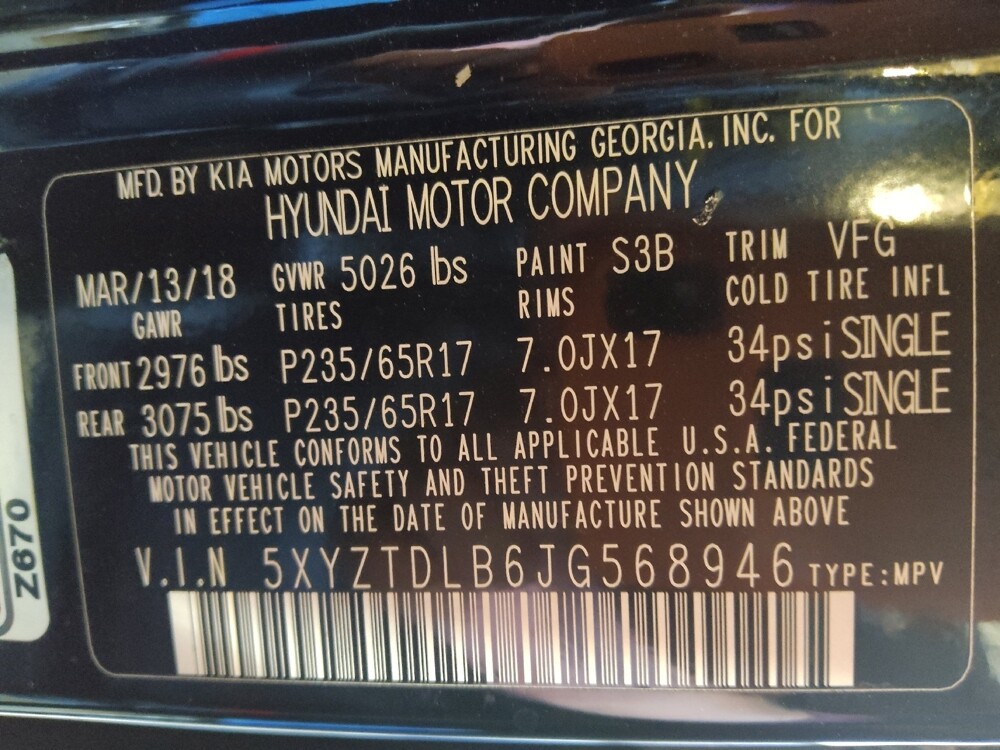 MFD. BY KIA MOTORS MANUFACTURING GEORGIA, INC. FOR
HYUNDAI MOTOR COMPANY
MAR/13/18 GVWR 5026 lbs PAINT S3B TRIM VFG
GAWR TIRES RIMS COLD TIRE INFL
FRONT 2976 lbs P235/65R17 7.0JX17 34psi SINGLE
REAR 3075 lbs P235/65R17 7.0JX17 34psi SINGLE
THIS VEHICLE CONFORMS TO ALL APPLICABLE U.S.A. FEDERAL
MOTOR VEHICLE SAFETY AND THEFT PREVENTION STANDARDS
IN EFFECT ON THE DATE OF MANUFACTURE SHOWN ABOVE
V.I.N 5XYZTDLB6JG568946 TYPE:MPV
Z670